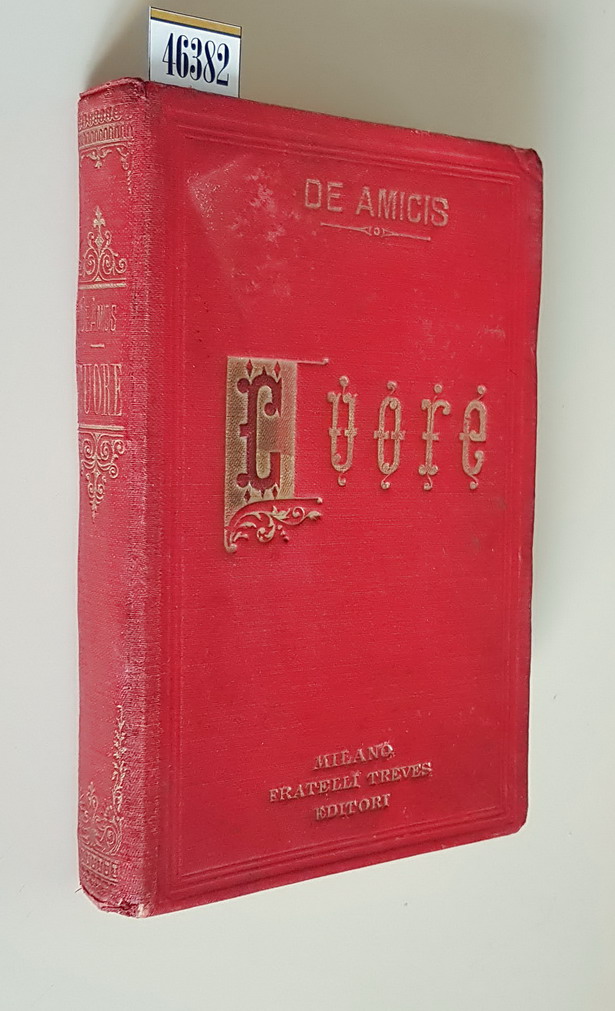 46382
DE AMICIS
Cuore
MILANO,
FRATELLI TREVES
EDITORI
DE AMICIS
CUORE